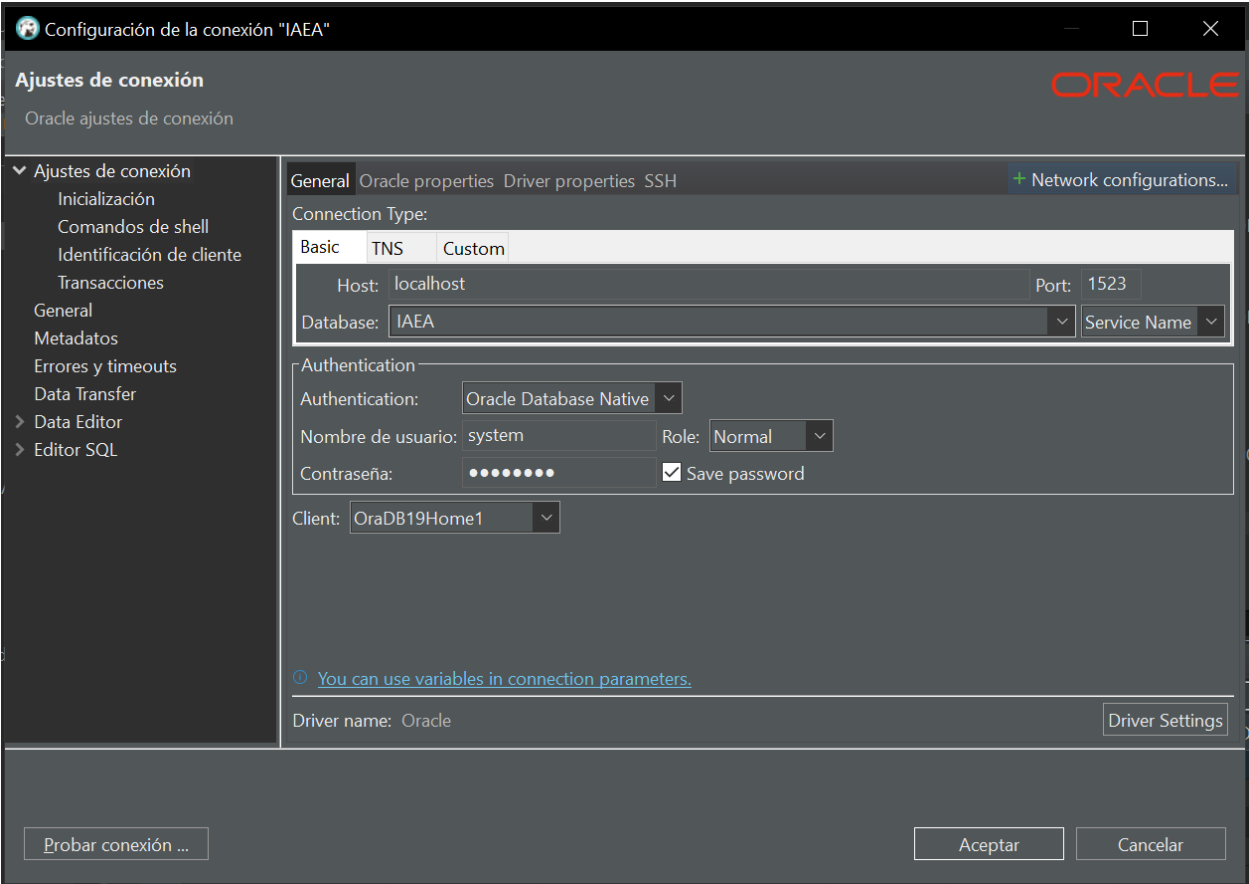 Configuración de la conexión "IAEA"
Ajustes de conexión
ORACLE
Oracle ajustes de conexión
Ajustes de conexión
Inicialización
Comandos de shell
Identificación de cliente
Transacciones
General
Metadatos
Errores y timeouts
Data Transfer
Data Editor
Editor SQL
General Oracle properties Driver properties SSH
+ Network configurations...
Connection Type:
Basic TNS Custom
Host: localhost Port: 1523
Database: IAEA Service Name
Authentication
Authentication: Oracle Database Native
Nombre de usuario: system Role: Normal
Contraseña: •••••••• Save password
Client: OraDB19Home1
You can use variables in connection parameters.
Driver name: Oracle Driver Settings
Probar conexión ... Aceptar Cancelar